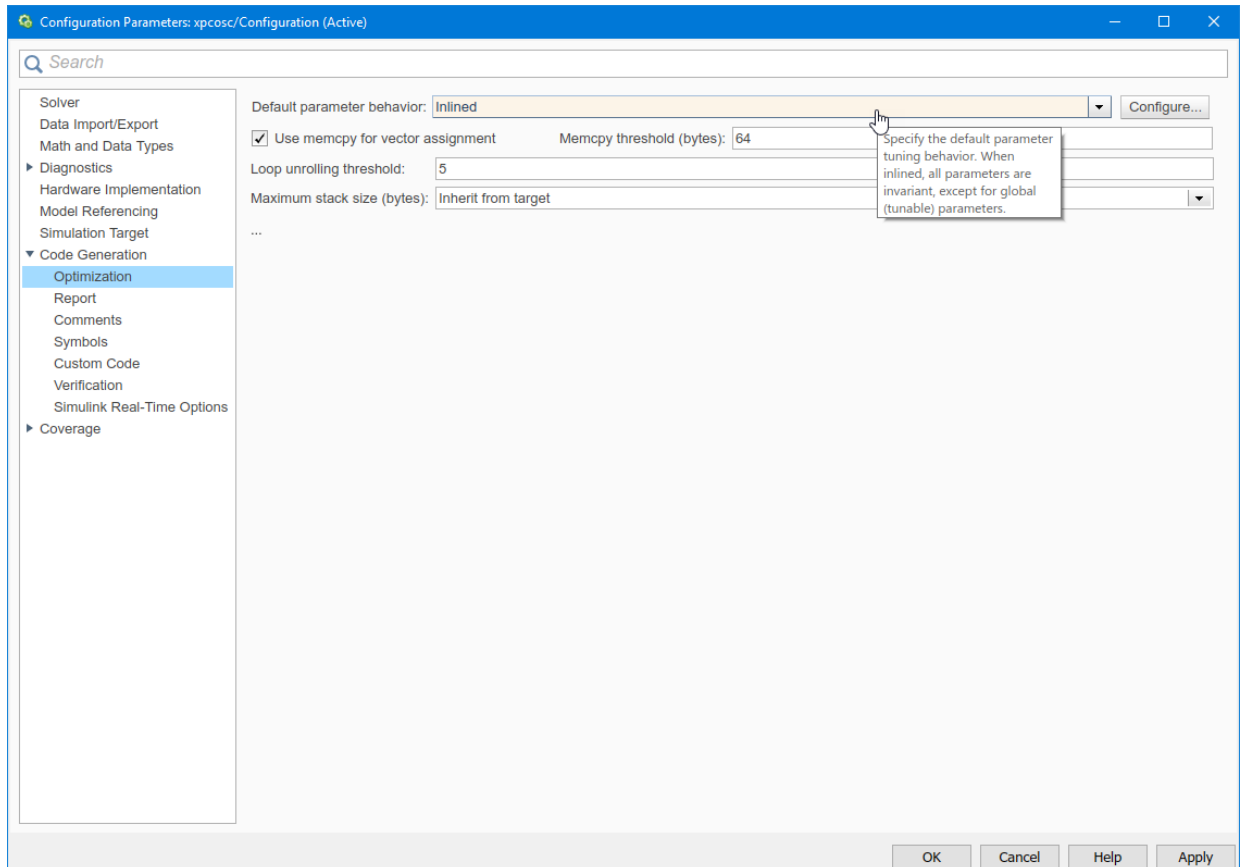 Configuration Parameters: xpcosc/Configuration (Active)
Search
Solver
Data Import/Export
Math and Data Types
Diagnostics
Hardware Implementation
Model Referencing
Simulation Target
Code Generation
Optimization
Report
Comments
Symbols
Custom Code
Verification
Simulink Real-Time Options
Coverage
Default parameter behavior: Inlined Configure...
Use memcpy for vector assignment Memcpy threshold (bytes): 64
Loop unrolling threshold: 5
Maximum stack size (bytes): Inherit from target
...
Specify the default parameter
tuning behavior. When
inlined, all parameters are
invariant, except for global
(tunable) parameters.
OK Cancel Help Apply